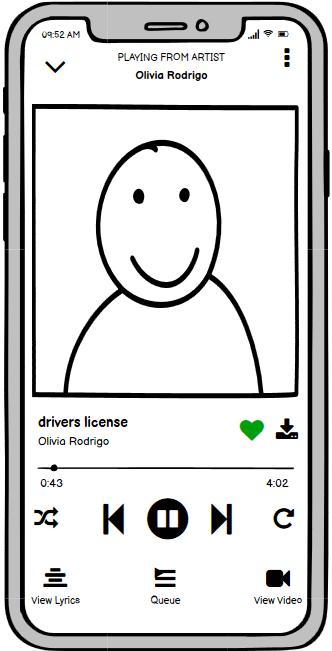 09:52 AM
PLAYING FROM ARTIST
Olivia Rodrigo
drivers license
Olivia Rodrigo
0:43 4:02
View Lyrics Queue View Video